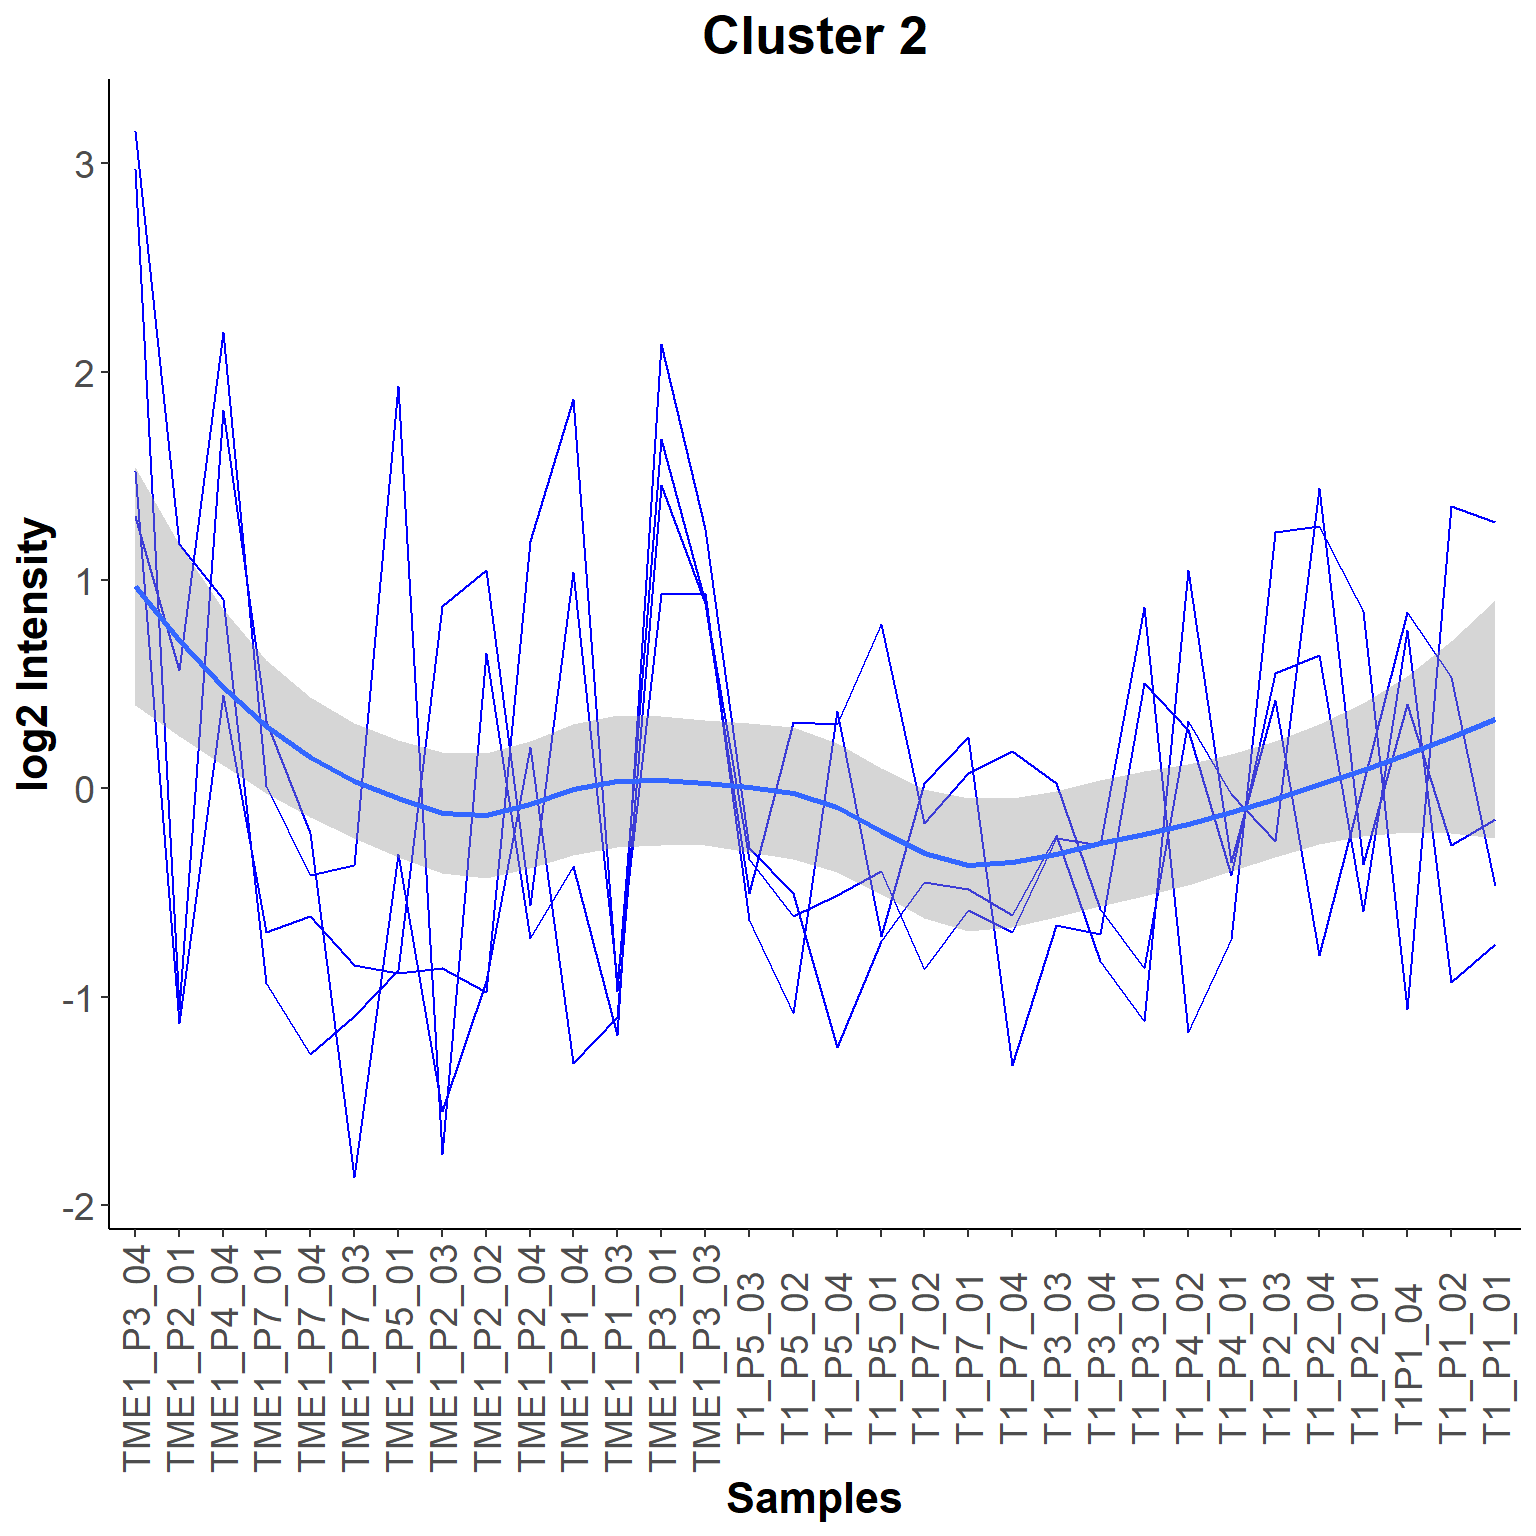 Cluster 2
log2 Intensity
3
2
1
0
-1
-2
TME1_P3_04
TME1_P2_01
TME1_P4_04
TME1_P7_01
TME1_P7_04
TME1_P7_03
TME1_P5_01
TME1_P2_03
TME1_P2_02
TME1_P2_04
TME1_P1_04
TME1_P1_03
TME1_P3_01
TME1_P3_03
T1_P5_03
T1_P5_02
T1_P5_04
T1_P5_01
T1_P7_02
T1_P7_01
T1_P7_04
T1_P3_03
T1_P3_04
T1_P3_01
T1_P4_02
T1_P4_01
T1_P2_03
T1_P2_04
T1_P2_01
T1P1_04
T1_P1_02
T1_P1_01
Samples